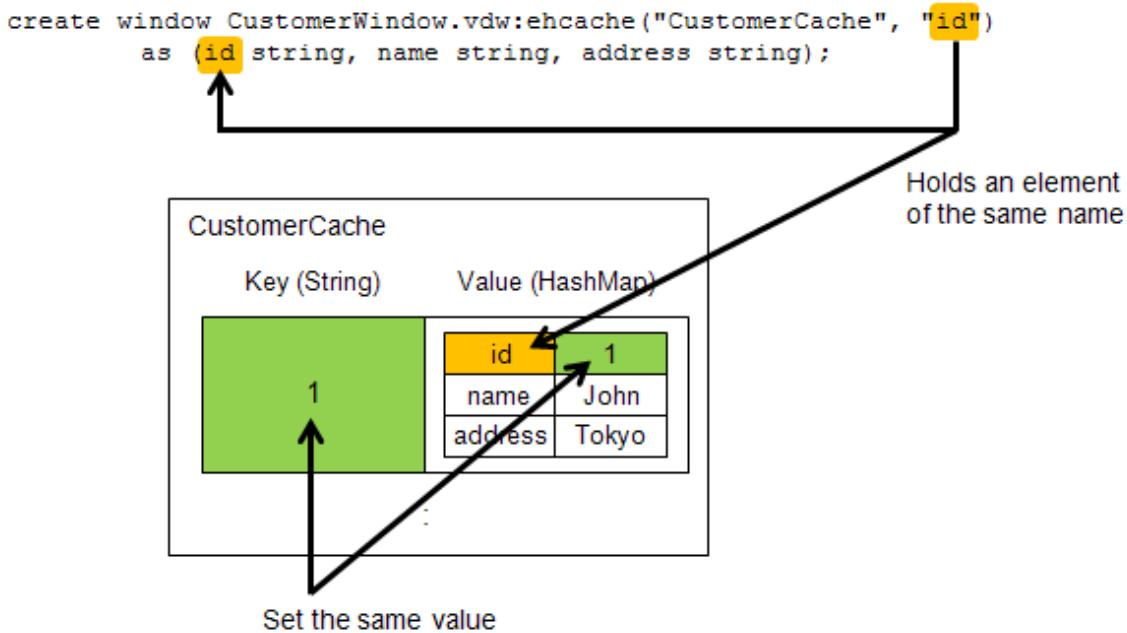 create window CustomerWindow.vdw:ehcache("CustomerCache", "id")
as (id string, name string, address string);
Holds an element
of the same name
CustomerCache
Key (String) Value (HashMap)
id 1
1
name John
address Tokyo
:
Set the same value